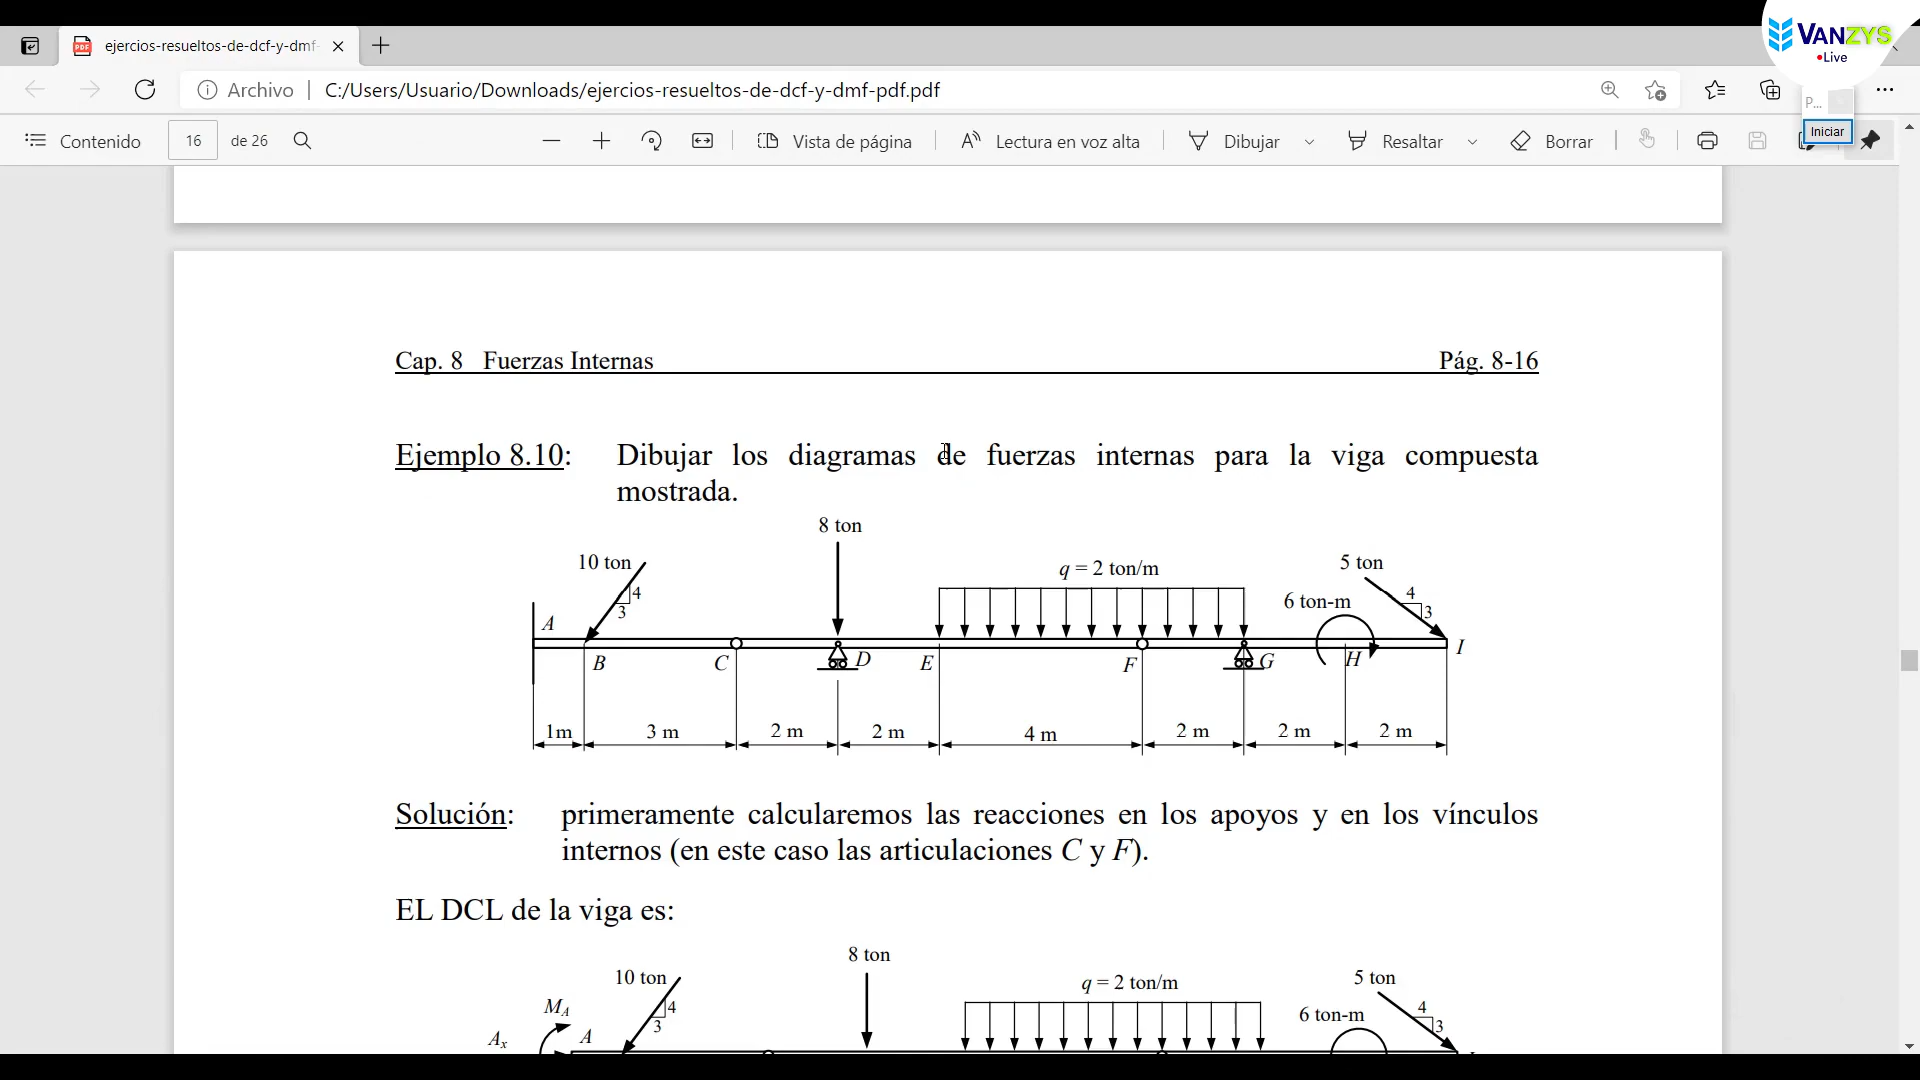 VANZYS
Live
ejercios-resueltos-de-dcf-y-dmf-
Archivo
C:/Users/Usuario/Downloads/ejercios-resueltos-de-dcf-y-dmf-pdf.pdf
P...
Iniciar
Contenido
16
de 26
Vista de página
Lectura en voz alta
Dibujar
Resaltar
Borrar
Cap. 8 Fuerzas Internas Pág. 8-16
Ejemplo 8.10: Dibujar los diagramas de fuerzas internas para la viga compuesta
mostrada.
8 ton
10 ton
4
3
q = 2 ton/m
5 ton
4
3
6 ton-m
A
B
C
D
E
F
G
H
I
1m
3 m
2 m
2 m
4 m
2 m
2 m
2 m
Solución: primeramente calcularemos las reacciones en los apoyos y en los vínculos
internos (en este caso las articulaciones C y F).
EL DCL de la viga es:
8 ton
10 ton
4
3
q = 2 ton/m
5 ton
4
3
6 ton-m
MA
Ax
A